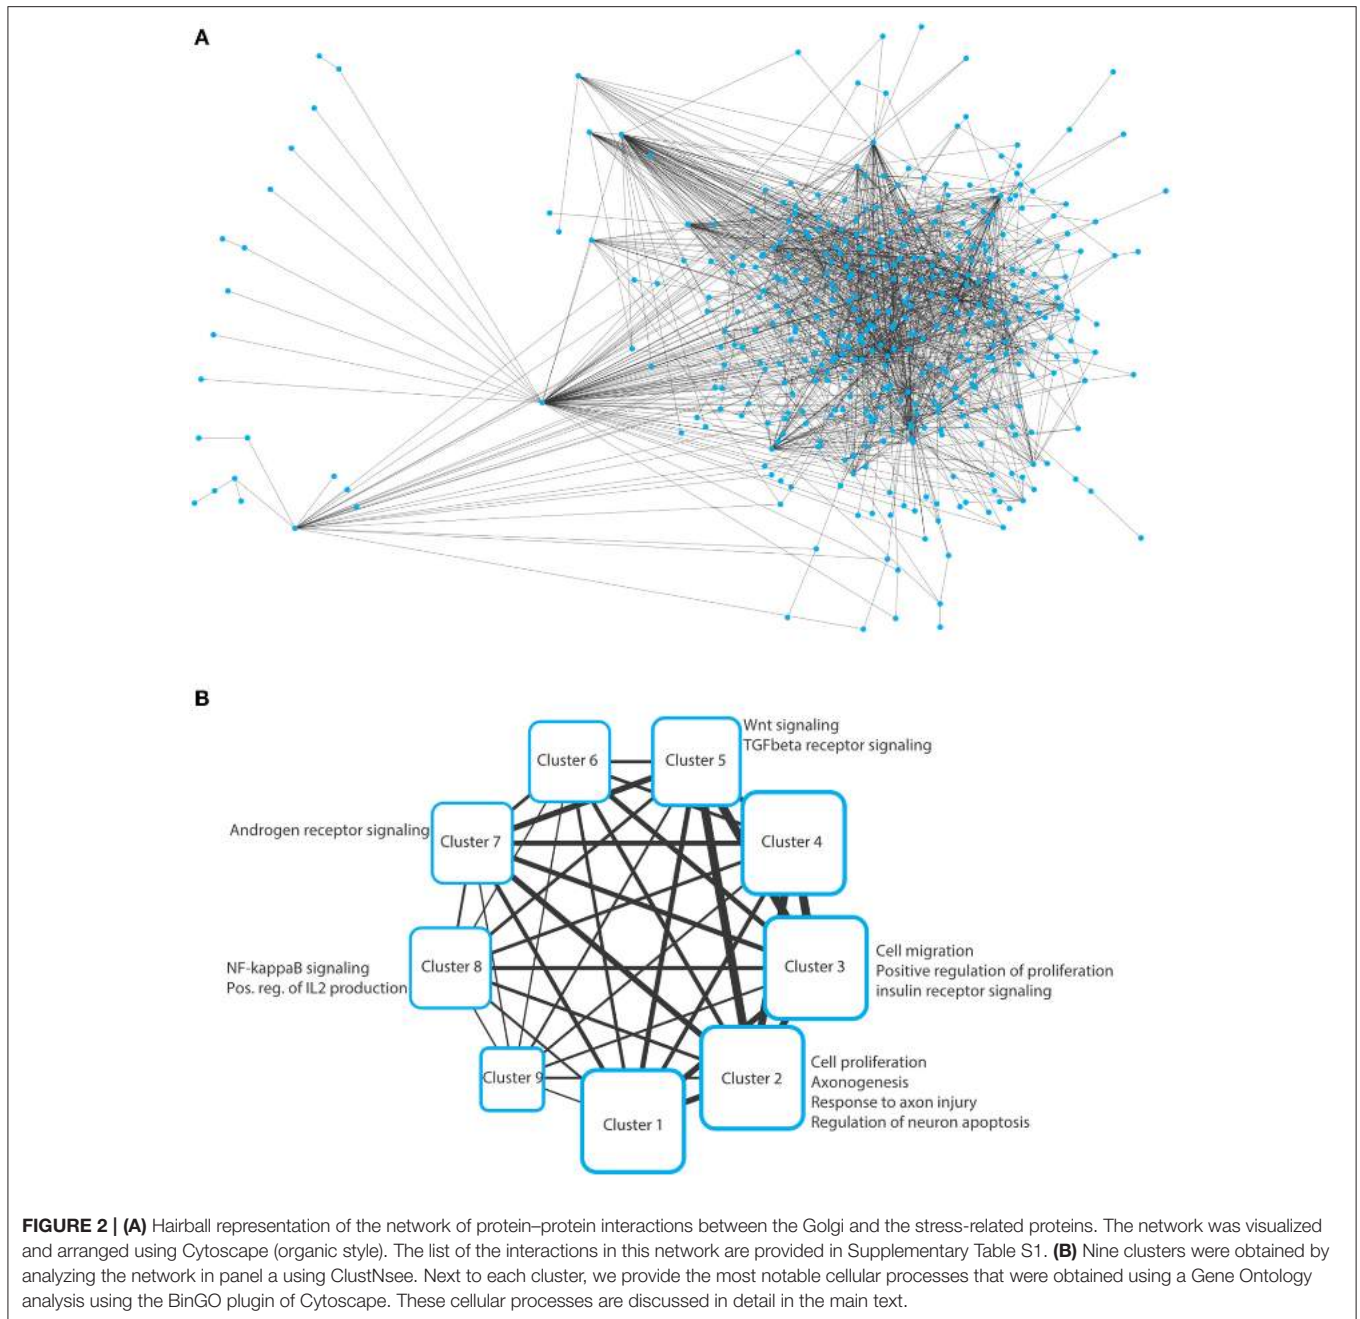 A
B
Cluster 6
Cluster 5
Wnt signaling
TGFbeta receptor signaling
Androgen receptor signaling
Cluster 7
Cluster 4
NF-kappaB signaling
Pos. reg. of IL2 production
Cluster 8
Cluster 3
Cell migration
Positive regulation of proliferation
insulin receptor signaling
Cluster 9
Cluster 2
Cell proliferation
Axonogenesis
Response to axon injury
Regulation of neuron apoptosis
Cluster 1
FIGURE 2 | (A) Hairball representation of the network of protein–protein interactions between the Golgi and the stress-related proteins. The network was visualized
and arranged using Cytoscape (organic style). The list of the interactions in this network are provided in Supplementary Table S1. (B) Nine clusters were obtained by
analyzing the network in panel a using ClustNsee. Next to each cluster, we provide the most notable cellular processes that were obtained using a Gene Ontology
analysis using the BinGO plugin of Cytoscape. These cellular processes are discussed in detail in the main text.